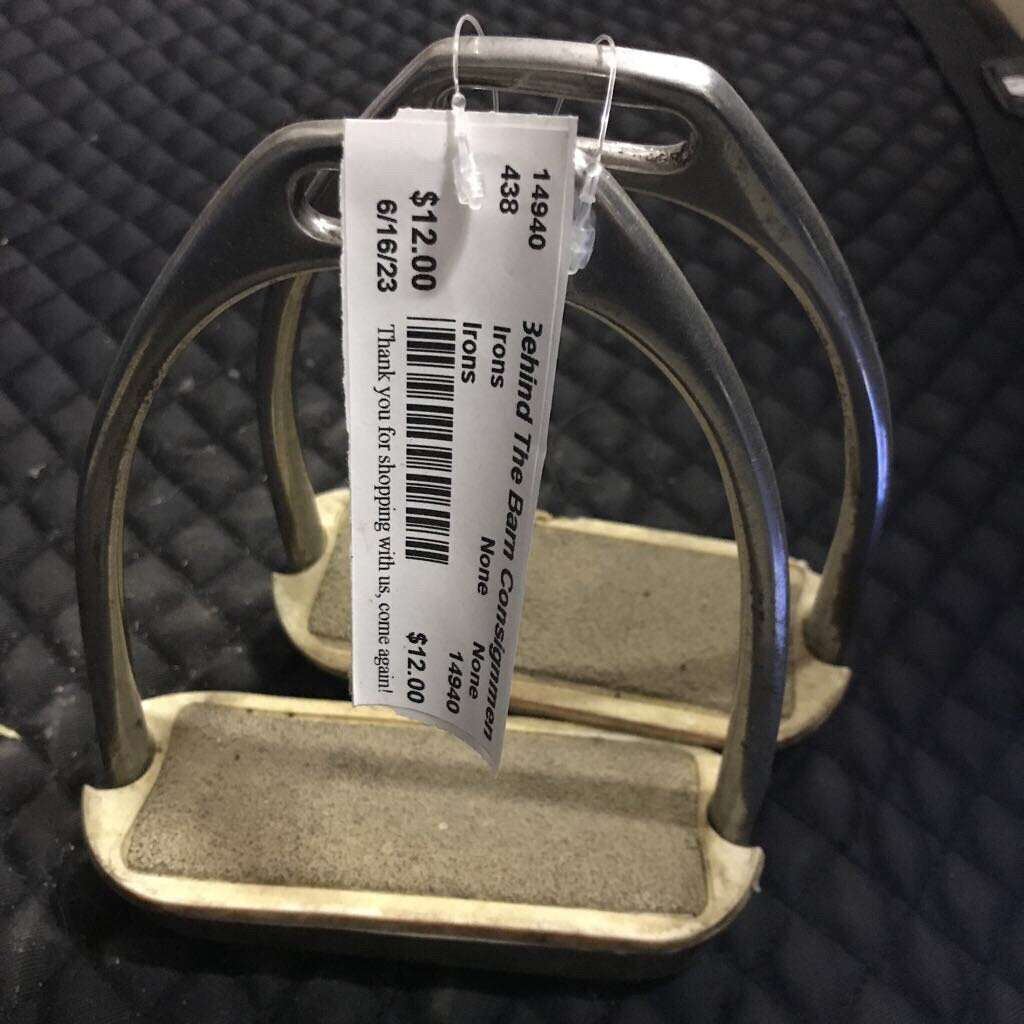 14940
438
$12.00
6/16/23
Behind The Barn Consignmen
Irons None None
Irons 14940
$12.00
Thank you for shopping with us, come again!